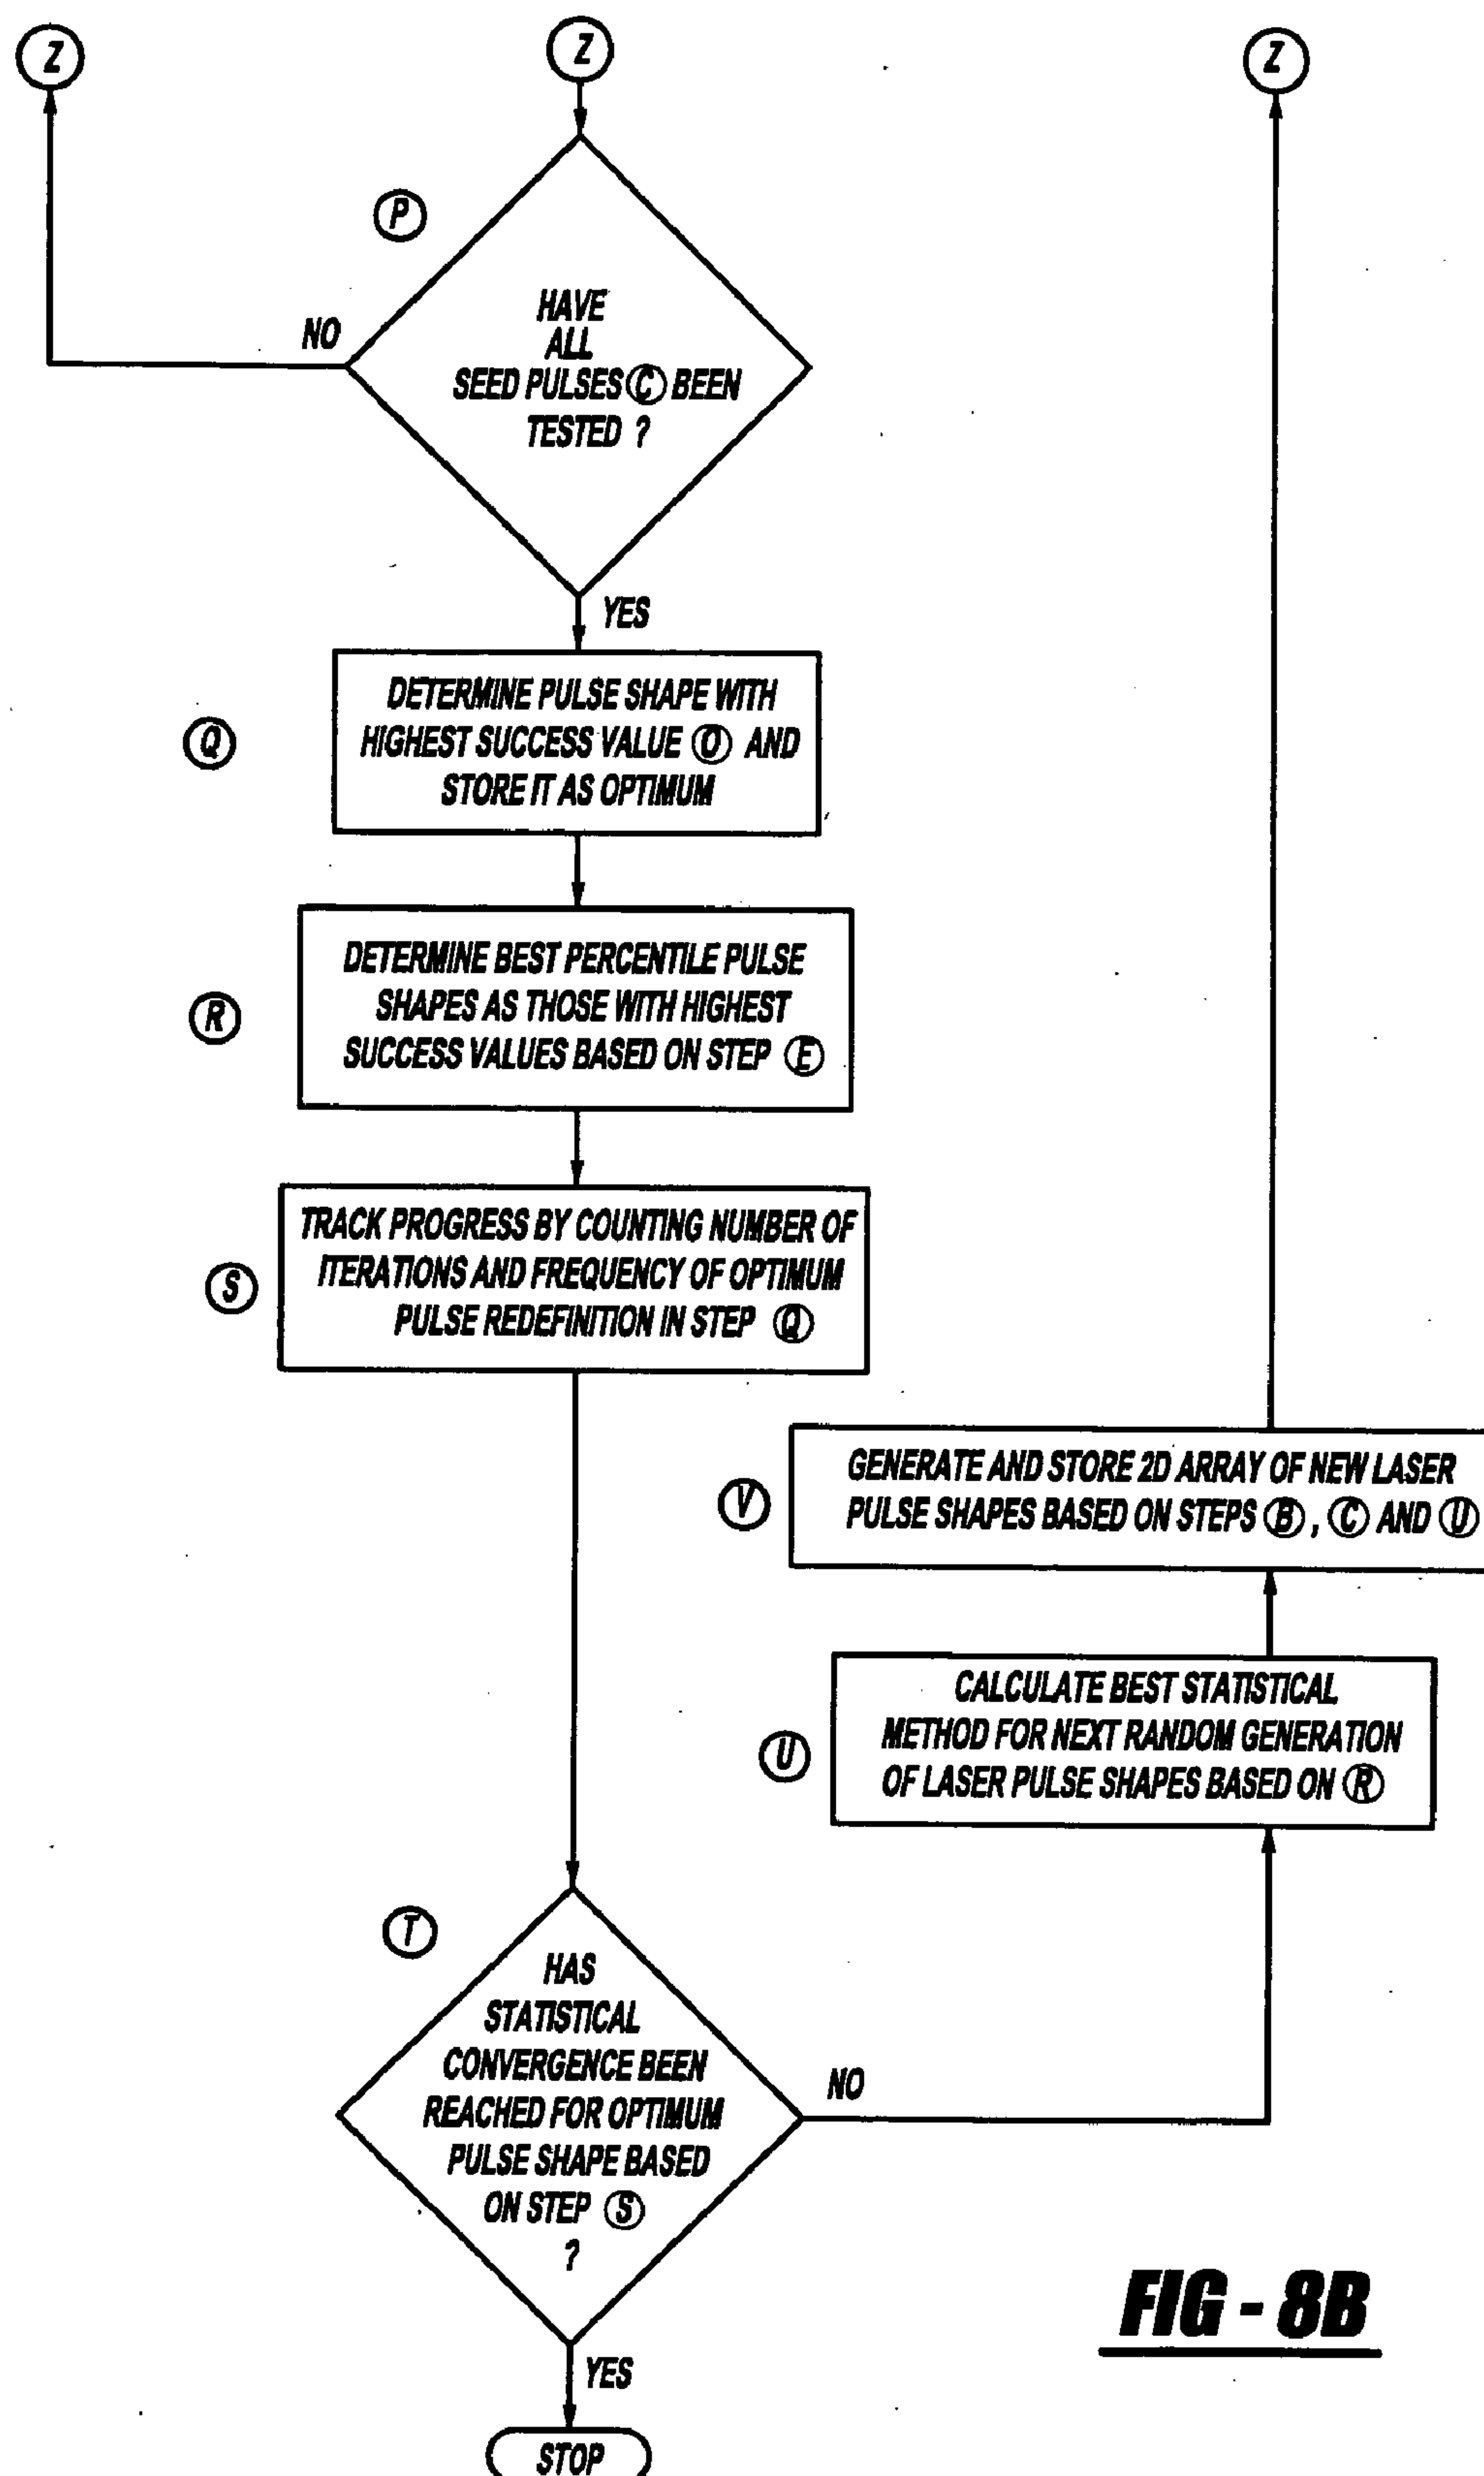 Z
Z
Z
P
HAVE
ALL
SEED PULSES C BEEN
TESTED ?
NO
YES
Q
DETERMINE PULSE SHAPE WITH
HIGHEST SUCCESS VALUE O AND
STORE IT AS OPTIMUM
R
DETERMINE BEST PERCENTILE PULSE
SHAPES AS THOSE WITH HIGHEST
SUCCESS VALUES BASED ON STEP E
S
TRACK PROGRESS BY COUNTING NUMBER OF
ITERATIONS AND FREQUENCY OF OPTIMUM
PULSE REDEFINITION IN STEP Q
V
GENERATE AND STORE 2D ARRAY OF NEW LASER
PULSE SHAPES BASED ON STEPS B , C AND U
U
CALCULATE BEST STATISTICAL
METHOD FOR NEXT RANDOM GENERATION
OF LASER PULSE SHAPES BASED ON R
T
HAS
STATISTICAL
CONVERGENCE BEEN
REACHED FOR OPTIMUM
PULSE SHAPE BASED
ON STEP S
?
NO
YES
STOP
FIG - 8B